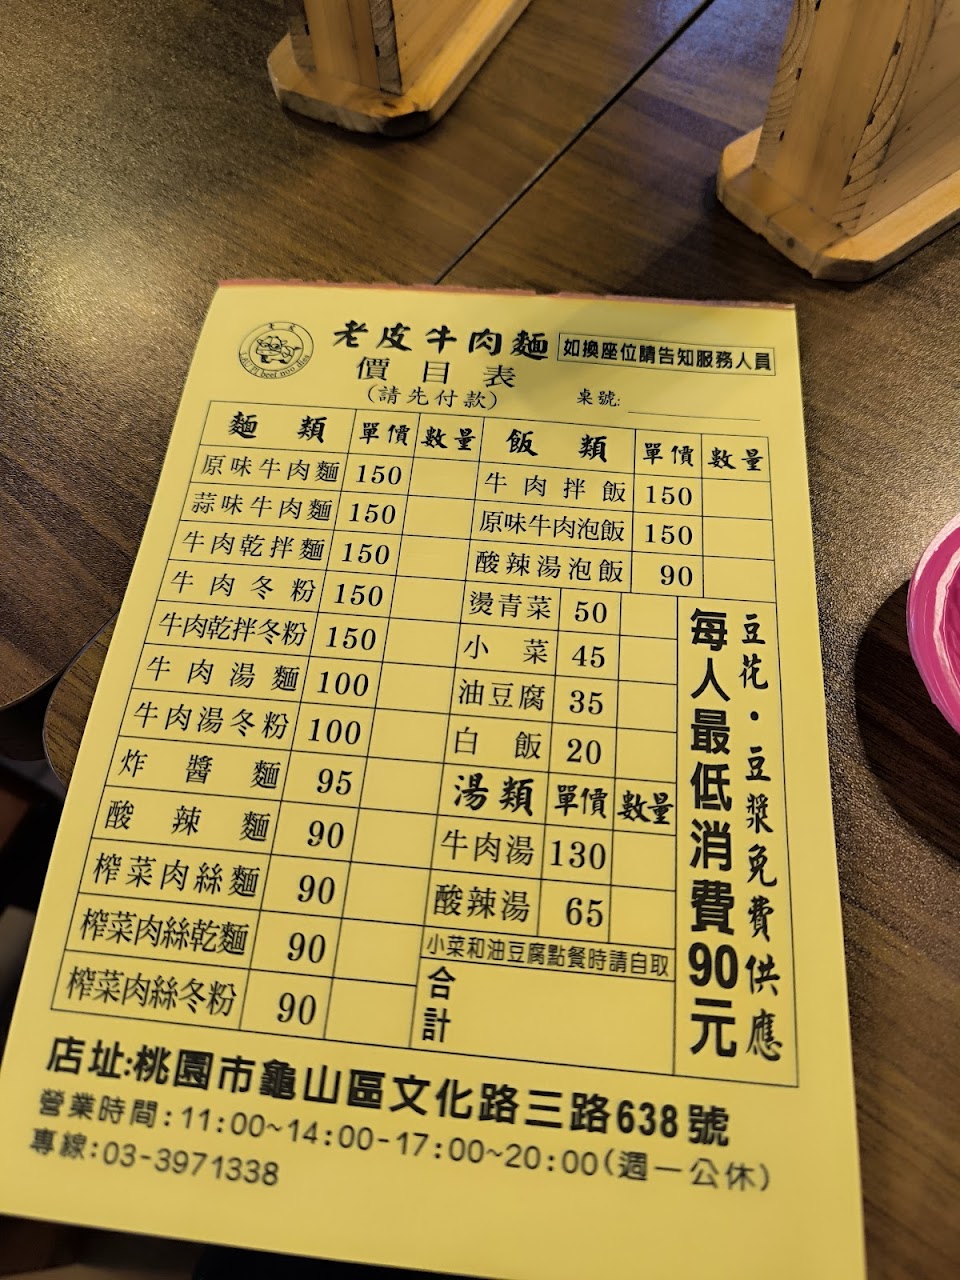 老皮牛肉麵
如換座位請告知服務人員
價目表
(請先付款)
桌號:
麵類 單價 數量
原味牛肉麵 150
蒜味牛肉麵 150
牛肉乾拌麵 150
牛肉冬粉 150
牛肉乾拌冬粉 150
牛肉湯麵 100
牛肉湯冬粉 100
炸醬麵 95
酸辣麵 90
榨菜肉絲麵 90
榨菜肉絲乾麵 90
榨菜肉絲冬粉 90
飯類 單價 數量
牛肉拌飯 150
原味牛肉泡飯 150
酸辣湯泡飯 90
燙青菜 50
小菜 45
油豆腐 35
白飯 20
湯類 單價 數量
牛肉湯 130
酸辣湯 65
小菜和油豆腐點餐時請自取
合計
豆花・豆漿免費供應
每人最低消費90元
店址:桃園市龜山區文化路三路638號
營業時間:11:00~14:00-17:00~20:00(週一公休)
專線:03-3971338